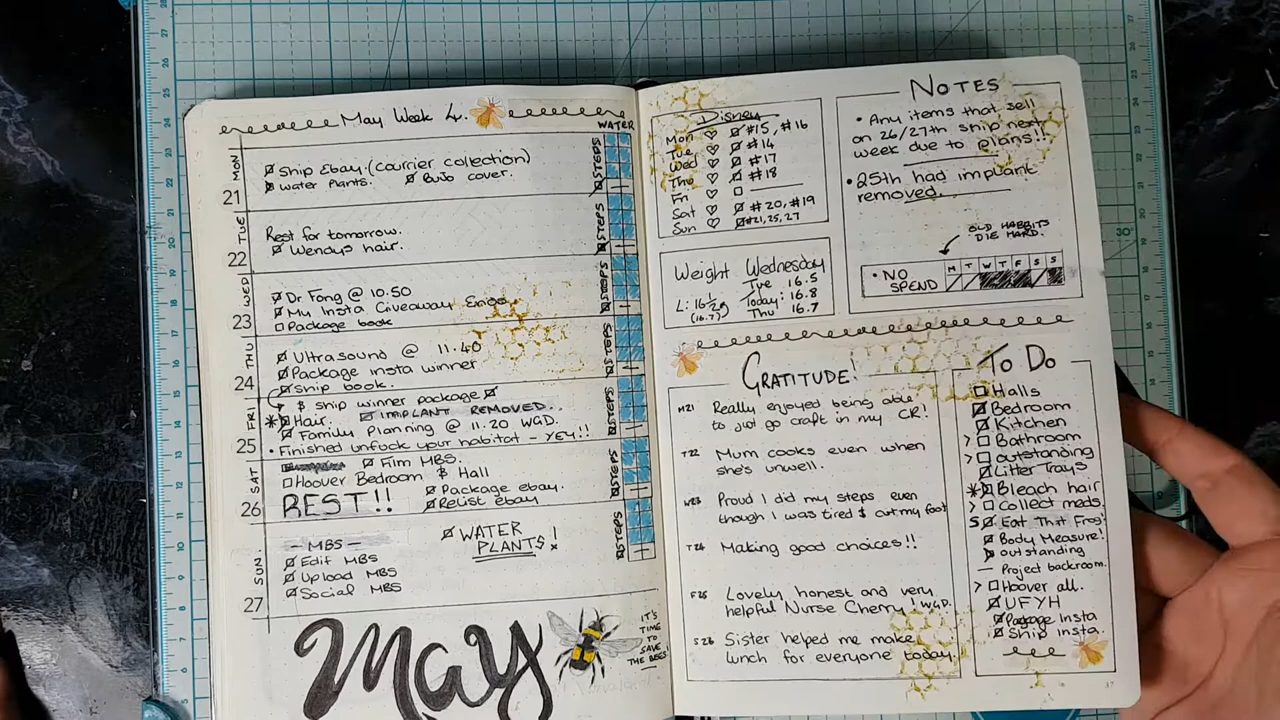 May Week 4.
WATER
MON
21
Ship Ebay.(courrier collection)
Water Plants. BuJo cover.
STEPS
TUE
22
Rest for tomorrow.
Wendys hair.
STEPS
WED
23
Dr Fong @ 10.50
My Insta Giveaway Ends
Package book
STEPS
THU
24
Ultrasound @ 11.40
Package insta winner
Ship book.
STEPS
FRI
25
$ Ship winner package
* Hair. IMPLANT REMOVED..
Family Planning @ 11.20 WGD.
• Finished unfuck your habitat - YEY!!
STEPS
SAT
26
Film MBS.
Hoover Bedroom $ Hall
REST!! Package ebay.
Relist ebay
STEPS
SUN
27
- MBS - WATER
PLANTS!
Edit MBS
Upload MBS
Social MBS
STEPS
May
IT'S
TIME
TO
SAVE
THE BEES!
Disney
Mon #15, #16
Tue #14
Wed #17
Thu #18
Fri
Sat #20, #19
Sun #21, 25, 27
NOTES
• Any items that sell
on 26/27th ship next
week due to plans!!
• 25th had implant
removed.
OLD HABBITS
DIE HARD.
• NO
SPEND
M T W T F S S
Weight Wednesday
Tue 16.5
L: 16½
(16.7) Today: 16.8
Thu 16.7
GRATITUDE!
M21 Really enjoyed being able
to just go craft in my CR!
T22 Mum cooks even when
she's unwell.
W23 Proud I did my steps even
though I was tired $ cut my foot
T24 Making good choices!!
F25 Lovely, honest and very
helpful Nurse Cherry! WGD.
S26 Sister helped me make
lunch for everyone today.
To Do
Halls
Bedroom
Kitchen
> Bathroom
> outstanding
Litter Trays
* Bleach hair
> Collect meds.
S Eat That Frog!
Body Measure!
outstanding
— Project backroom.
> Hoover all.
UFYH
Package Insta
Ship insta.
37